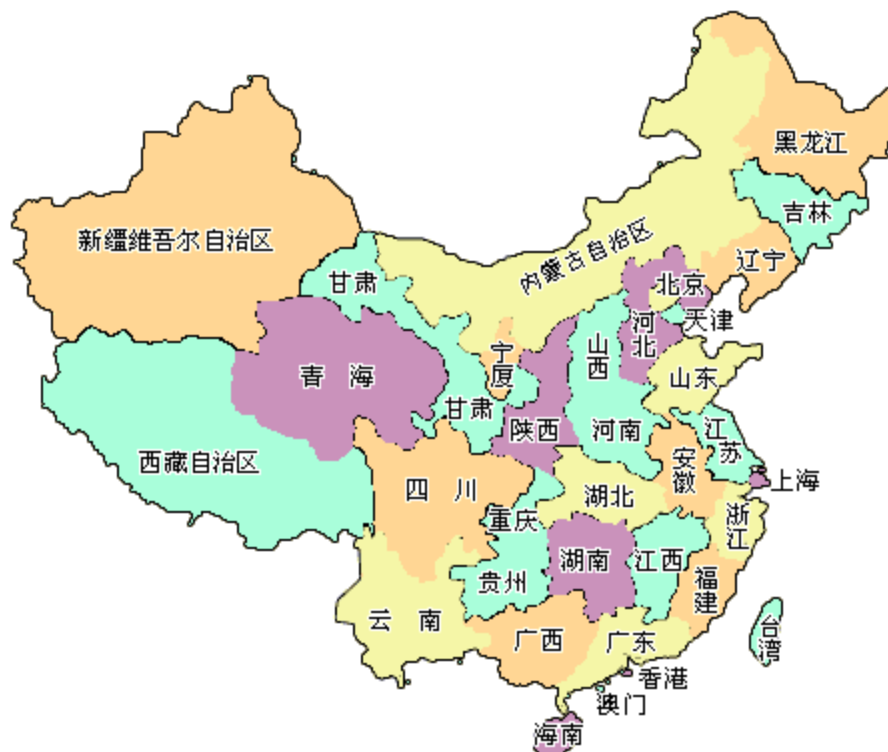 黑龙江
吉林
新疆維吾尔自治区
内蒙古自治区
辽宁
甘肃
北京
天津
河北
山西
宁厦
青 海
山东
甘肃
陕西
河南
江苏
西藏自治区
安徽
四 川
上海
湖北
重庆
浙江
湖南
江西
贵州
福建
云 南
广西
广东
台湾
香港
澳门
海南